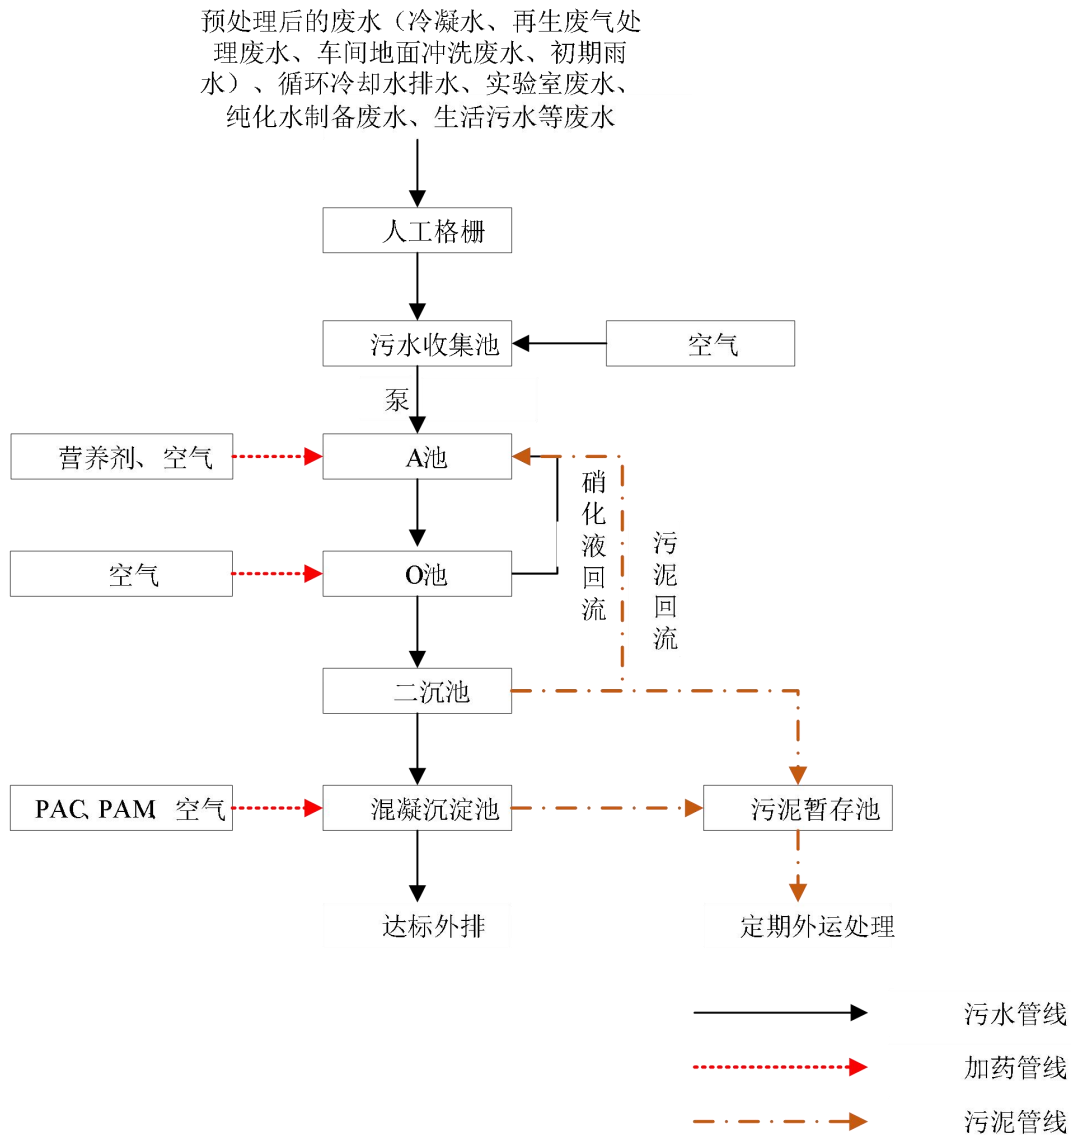 预处理后的废水（冷凝水、再生废气处
理废水、车间地面冲洗废水、初期雨
水）、循环冷却水排水、实验室废水、
纯化水制备废水、生活污水等废水
人工格栅
污水收集池
空气
泵
营养剂、空气
A池
硝化液回流
污泥回流
空气
O池
二沉池
PAC、PAM、空气
混凝沉淀池
污泥暂存池
达标外排
定期外运处理
污水管线
加药管线
污泥管线